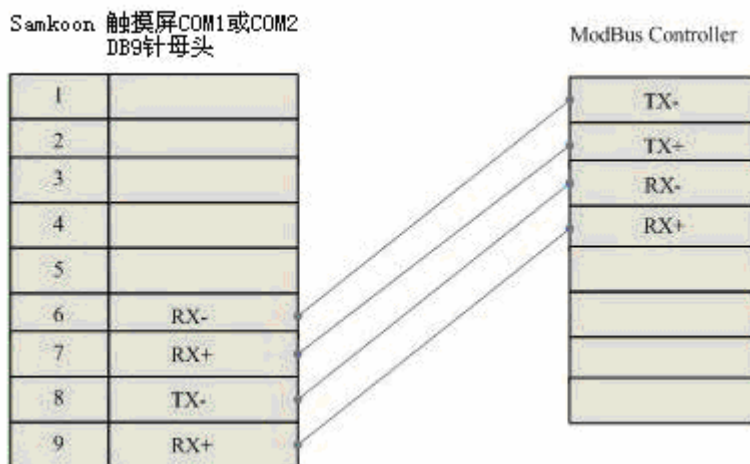 Samkoon 触摸屏COM1或COM2
DB9针母头
ModBus Controller
1
2
3
4
5
6 RX-
7 RX+
8 TX-
9 RX+
TX-
TX+
RX-
RX+